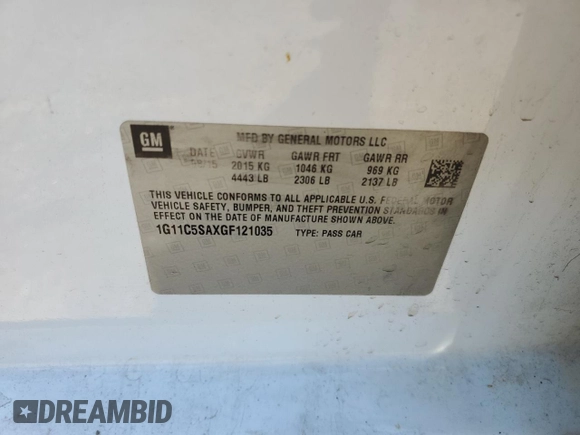 GM
MFD BY GENERAL MOTORS LLC
DATE GVWR GAWR FRT GAWR RR
2015 KG 1046 KG 969 KG
4443 LB 2306 LB 2137 LB
THIS VEHICLE CONFORMS TO ALL APPLICABLE U.S. FEDERAL MOTOR
VEHICLE SAFETY, BUMPER, AND THEFT PREVENTION STANDARDS IN
EFFECT ON THE DATE OF MANUFACTURE SHOWN ABOVE.
1G11C5SAXGF121035 TYPE: PASS CAR
DREAMBID